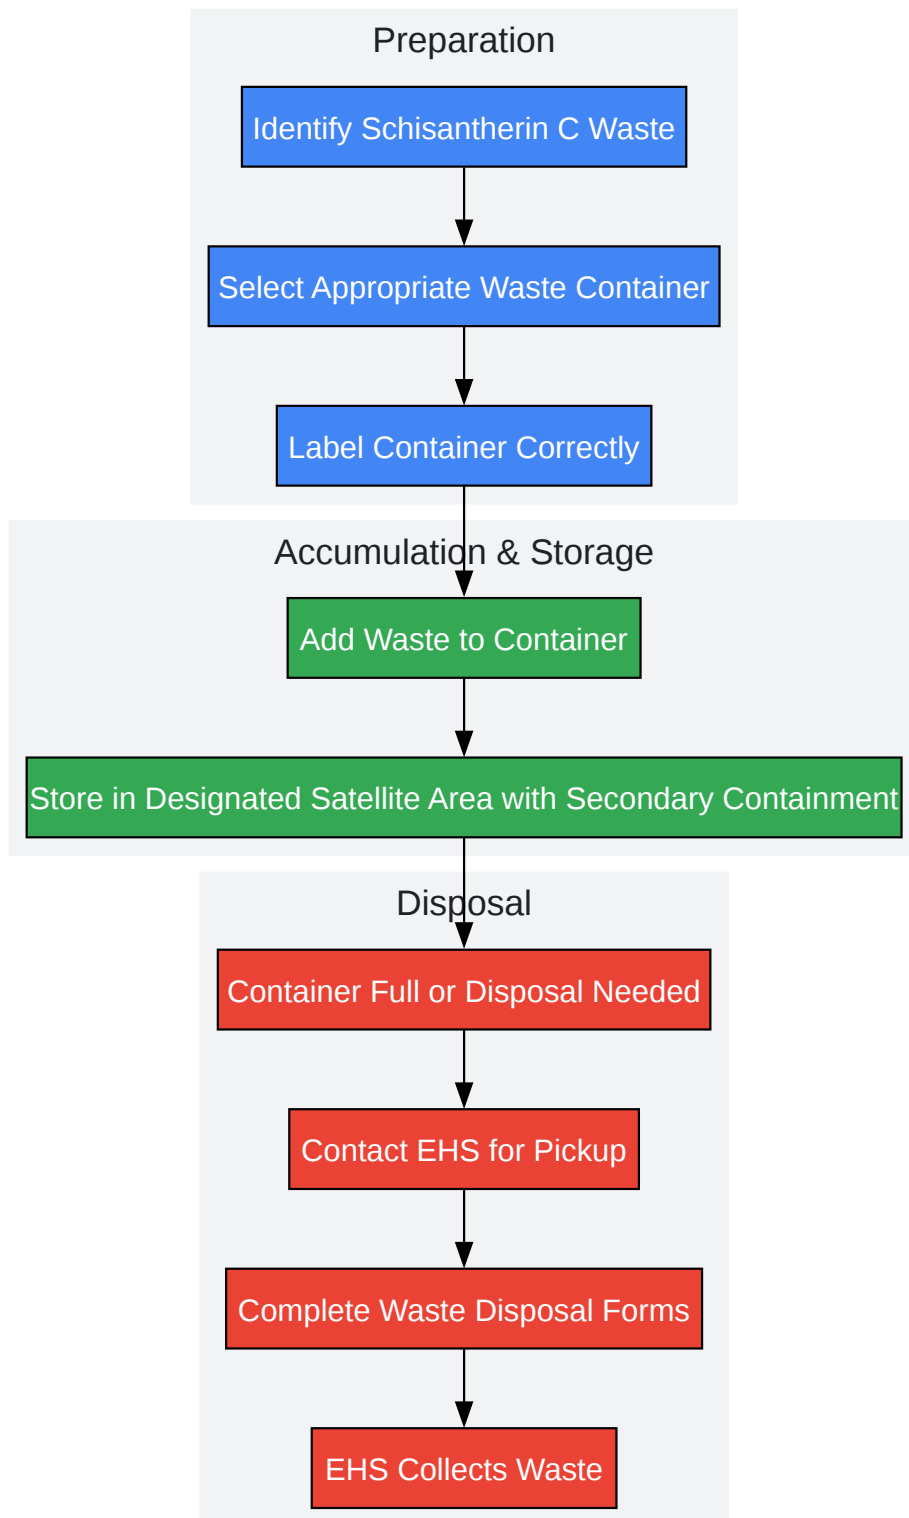 Preparation
Identify Schisantherin C Waste
Select Appropriate Waste Container
Label Container Correctly
Accumulation & Storage
Add Waste to Container
Store in Designated Satellite Area with Secondary Containment
Disposal
Container Full or Disposal Needed
Contact EHS for Pickup
Complete Waste Disposal Forms
EHS Collects Waste